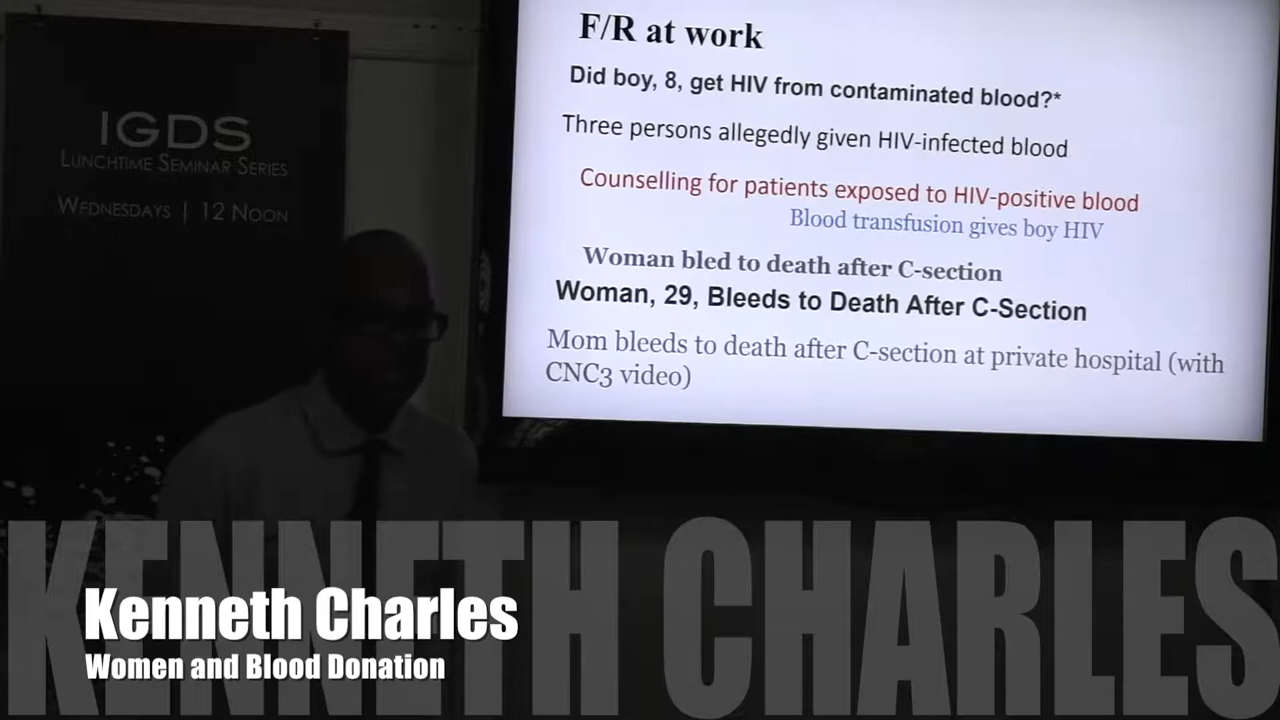 F/R at work
Did boy, 8, get HIV from contaminated blood?*
Three persons allegedly given HIV-infected blood
Counselling for patients exposed to HIV-positive blood
Blood transfusion gives boy HIV
Woman bled to death after C-section
Woman, 29, Bleeds to Death After C-Section
Mom bleeds to death after C-section at private hospital (with
CNC3 video)
IGDS
LUNCHTIME SEMINAR SERIES
WEDNESDAYS | 12 NOON
KENNETH CHARLES
Kenneth Charles
Women and Blood Donation